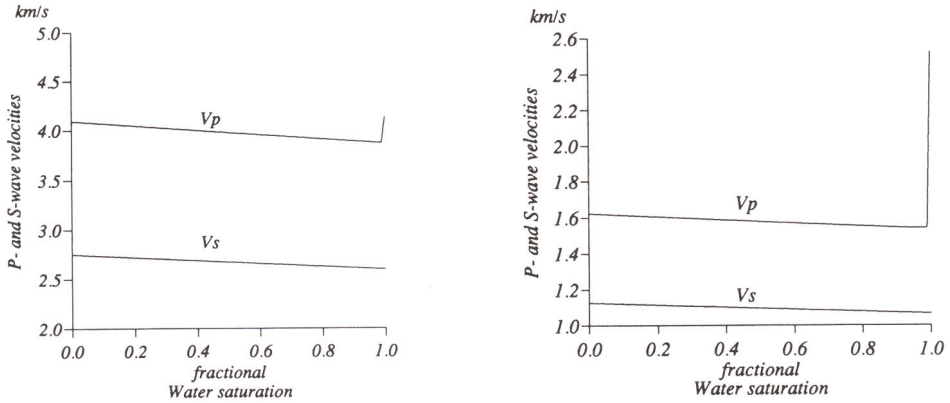 km/s
5.0
4.5
4.0
3.5
3.0
2.5
2.0
P- and S-wave velocities
Vp
Vs
0.0 0.2 0.4 0.6 0.8 1.0
fractional
Water saturation
km/s
2.6
2.4
2.2
2.0
1.8
1.6
1.4
1.2
1.0
P- and S-wave velocities
Vp
Vs
0.0 0.2 0.4 0.6 0.8 1.0
fractional
Water saturation